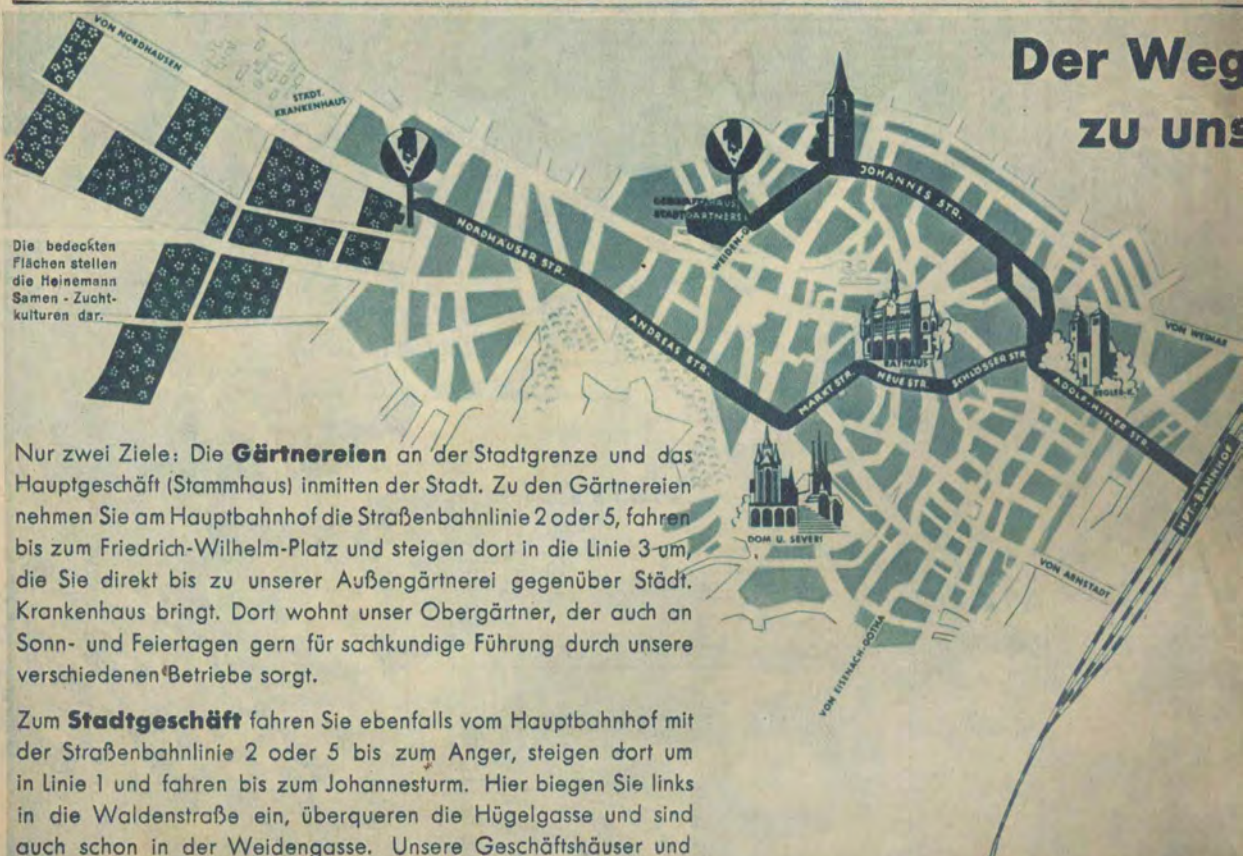 Der Weg
zu uns
VON NORDHAUSEN
STÄDT.
KRANKENHAUS
Die bedeckten
Flächen stellen
die Heinemann
Samen - Zucht-
kulturen dar.
NORDHÄUSER STR.
ANDREAS STR.
MARKT STR.
NEUE STR.
SCHLÖSSER STR.
JOHANNES STR.
STADTGÄRTNEREI
RATHAUS
ADOLF-HITLER STR.
VON WEIMAR
HPT.-BAHNHOF
DOM U. SEVERI
VON ARNSTADT
VON EISENACH-GOTHA
Nur zwei Ziele: Die Gärtnereien an der Stadtgrenze und das
Hauptgeschäft (Stammhaus) inmitten der Stadt. Zu den Gärtnereien
nehmen Sie am Hauptbahnhof die Straßenbahnlinie 2 oder 5, fahren
bis zum Friedrich-Wilhelm-Platz und steigen dort in die Linie 3 um,
die Sie direkt bis zu unserer Außengärtnerei gegenüber Städt.
Krankenhaus bringt. Dort wohnt unser Obergärtner, der auch an
Sonn- und Feiertagen gern für sachkundige Führung durch unsere
verschiedenen Betriebe sorgt.
Zum Stadtgeschäft fahren Sie ebenfalls vom Hauptbahnhof mit
der Straßenbahnlinie 2 oder 5 bis zum Anger, steigen dort um
in Linie 1 und fahren bis zum Johannesturm. Hier biegen Sie links
in die Waldenstraße ein, überqueren die Hügelgasse und sind
auch schon in der Weidengasse. Unsere Geschäftshäuser und